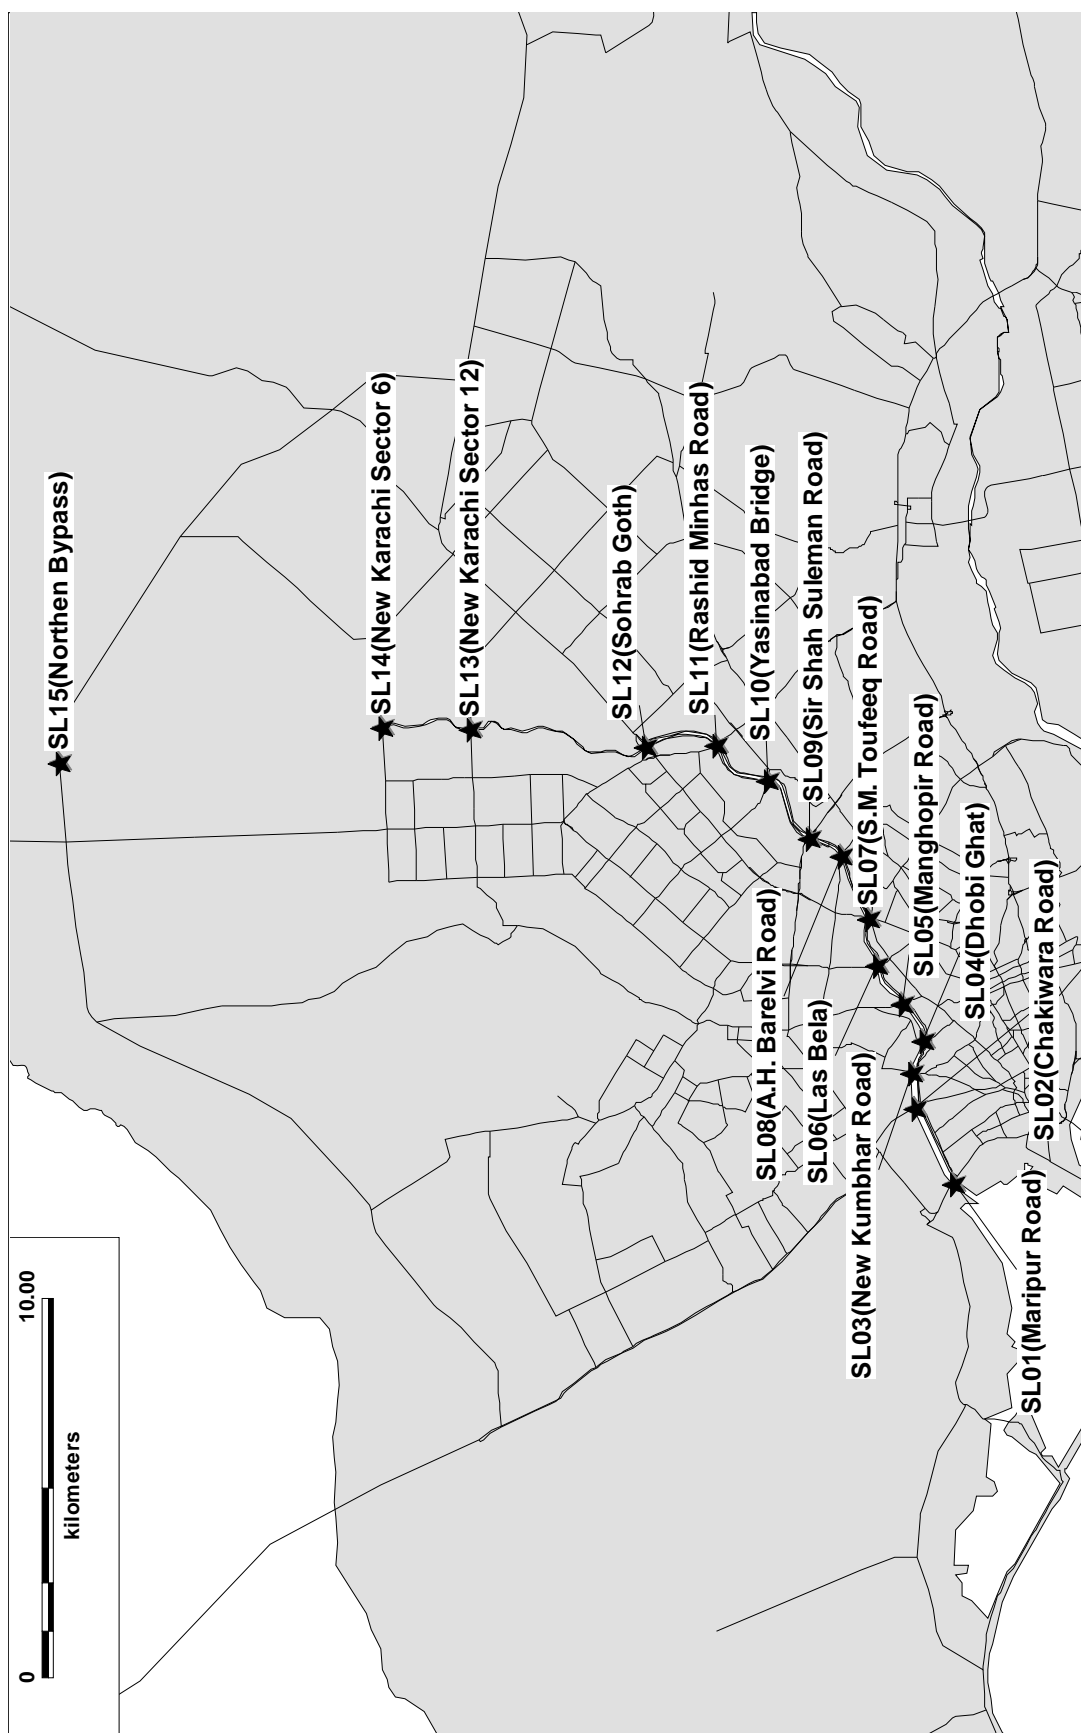 SL15(Northen Bypass)
SL14(New Karachi Sector 6)
SL13(New Karachi Sector 12)
SL12(Sohrab Goth)
SL11(Rashid Minhas Road)
SL10(Yasinabad Bridge)
SL09(Sir Shah Suleman Road)
SL08(A.H. Barelvi Road)
SL07(S.M. Toufeeq Road)
SL06(Las Bela)
SL05(Manghopir Road)
SL04(Dhobi Ghat)
SL03(New Kumbhar Road)
SL02(Chakiwara Road)
SL01(Maripur Road)
0
10.00
kilometers